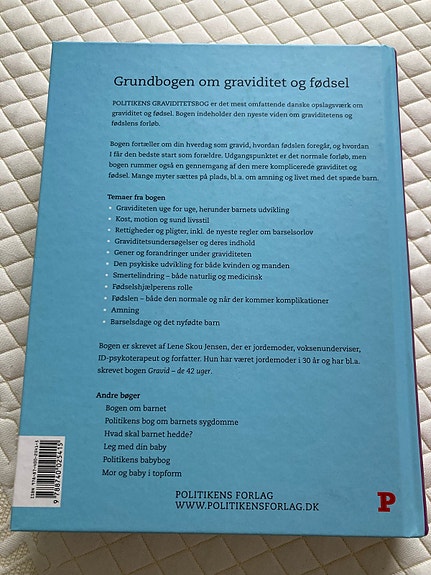 Grundbogen om graviditet og fødsel
POLITIKENS GRAVIDITETSBOG er det mest omfattende danske opslagsværk om
graviditet og fødsel. Bogen indeholder den nyeste viden om graviditetens og
fødslens forløb.
Bogen fortæller om din hverdag som gravid, hvordan fødslen foregår, og hvordan
I får den bedste start som forældre. Udgangspunktet er det normale forløb, men
bogen rummer også en gennemgang af den mere komplicerede graviditet og
fødsel. Mange myter sættes på plads, bl.a. om amning og livet med det spæde barn.
Temaer fra bogen
• Graviditeten uge for uge, herunder barnets udvikling
• Kost, motion og sund livsstil
• Rettigheder og pligter, inkl. de nyeste regler om barselsorlov
• Graviditetsundersøgelser og deres indhold
• Gener og forandringer under graviditeten
• Den psykiske udvikling for både kvinden og manden
• Smertelindring – både naturlig og medicinsk
• Fødselshjælperens rolle
• Fødslen – både den normale og når der kommer komplikationer
• Amning
• Barselsdage og det nyfødte barn
Bogen er skrevet af Lene Skou Jensen, der er jordemoder, voksenunderviser,
ID-psykoterapeut og forfatter. Hun har været jordemoder i 30 år og har bl.a.
skrevet bogen Gravid – de 42 uger.
Andre bøger
Bogen om barnet
Politikens bog om barnets sygdomme
Hvad skal barnet hedde?
Leg med din baby
Politikens babybog
Mor og baby i topform
POLITIKENS FORLAG
WWW.POLITIKENSFORLAG.DK
P
ISBN 978-87-400-2541-5
9 788740 025415